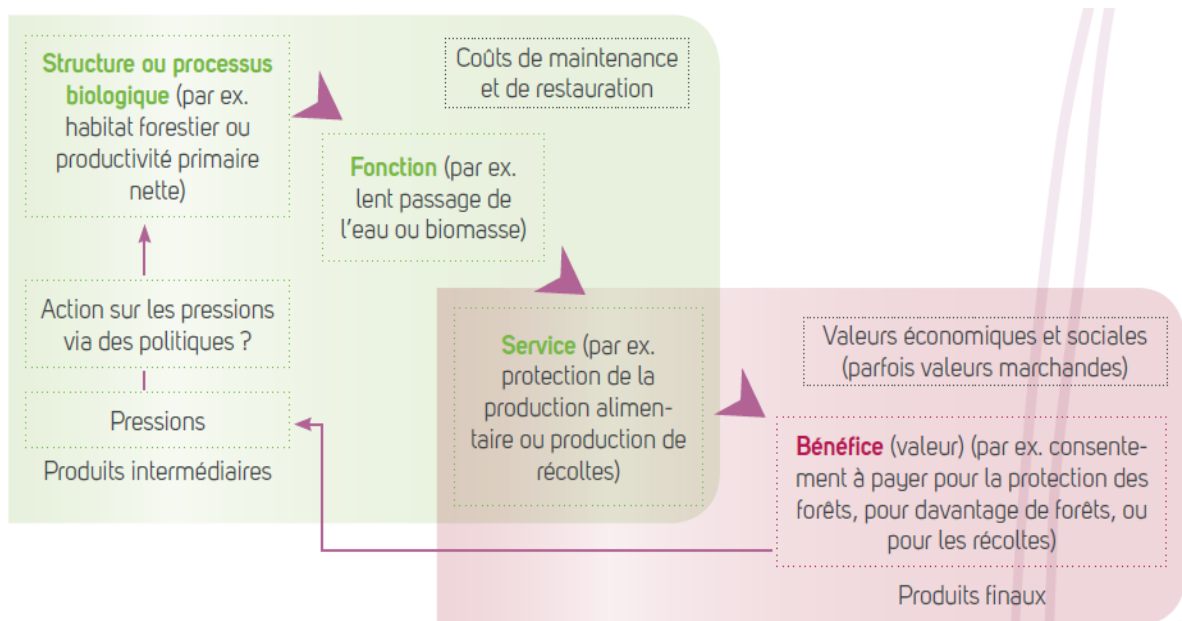 Structure ou processus
biologique (par ex.
habitat forestier ou
productivité primaire
nette)
Coûts de maintenance
et de restauration
Fonction (par ex.
lent passage de
l'eau ou biomasse)
Action sur les pressions
via des politiques ?
Pressions
Produits intermédiaires
Service (par ex.
protection de la
production alimen-
taire ou production de
récoltes)
Valeurs économiques et sociales
(parfois valeurs marchandes)
Bénéfice (valeur) (par ex. consente-
ment à payer pour la protection des
forêts, pour davantage de forêts, ou
pour les récoltes)
Produits finaux